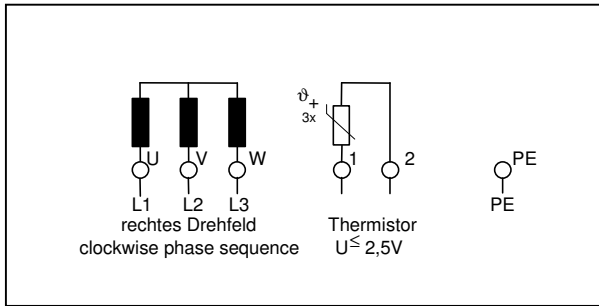 ϑ +
3x
U V W 1 2 PE
L1 L2 L3 PE
rechtes Drehfeld Thermistor
clockwise phase sequence U≤ 2,5V